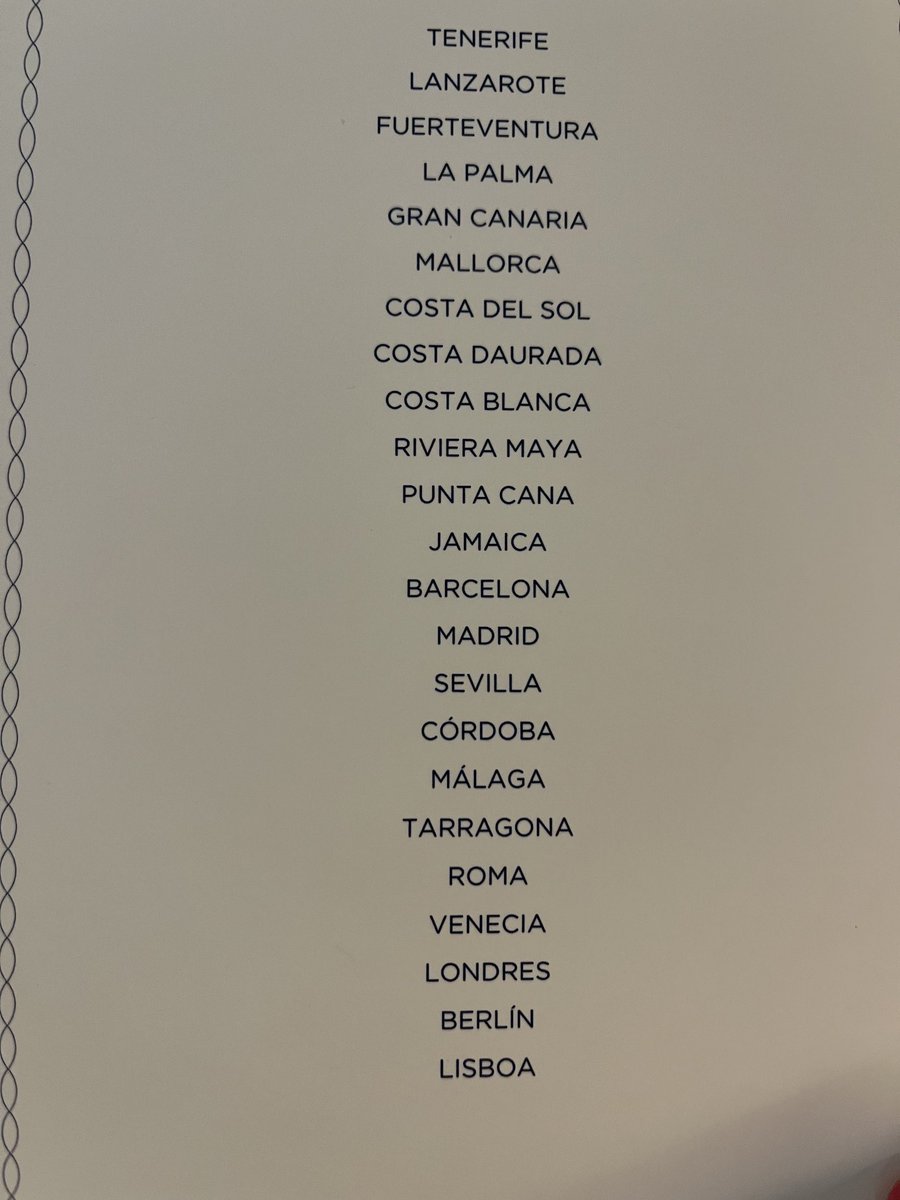 TENERIFE
LANZAROTE
FUERTEVENTURA
LA PALMA
GRAN CANARIA
MALLORCA
COSTA DEL SOL
COSTA DAURADA
COSTA BLANCA
RIVIERA MAYA
PUNTA CANA
JAMAICA
BARCELONA
MADRID
SEVILLA
CÓRDOBA
MÁLAGA
TARRAGONA
ROMA
VENECIA
LONDRES
BERLÍN
LISBOA